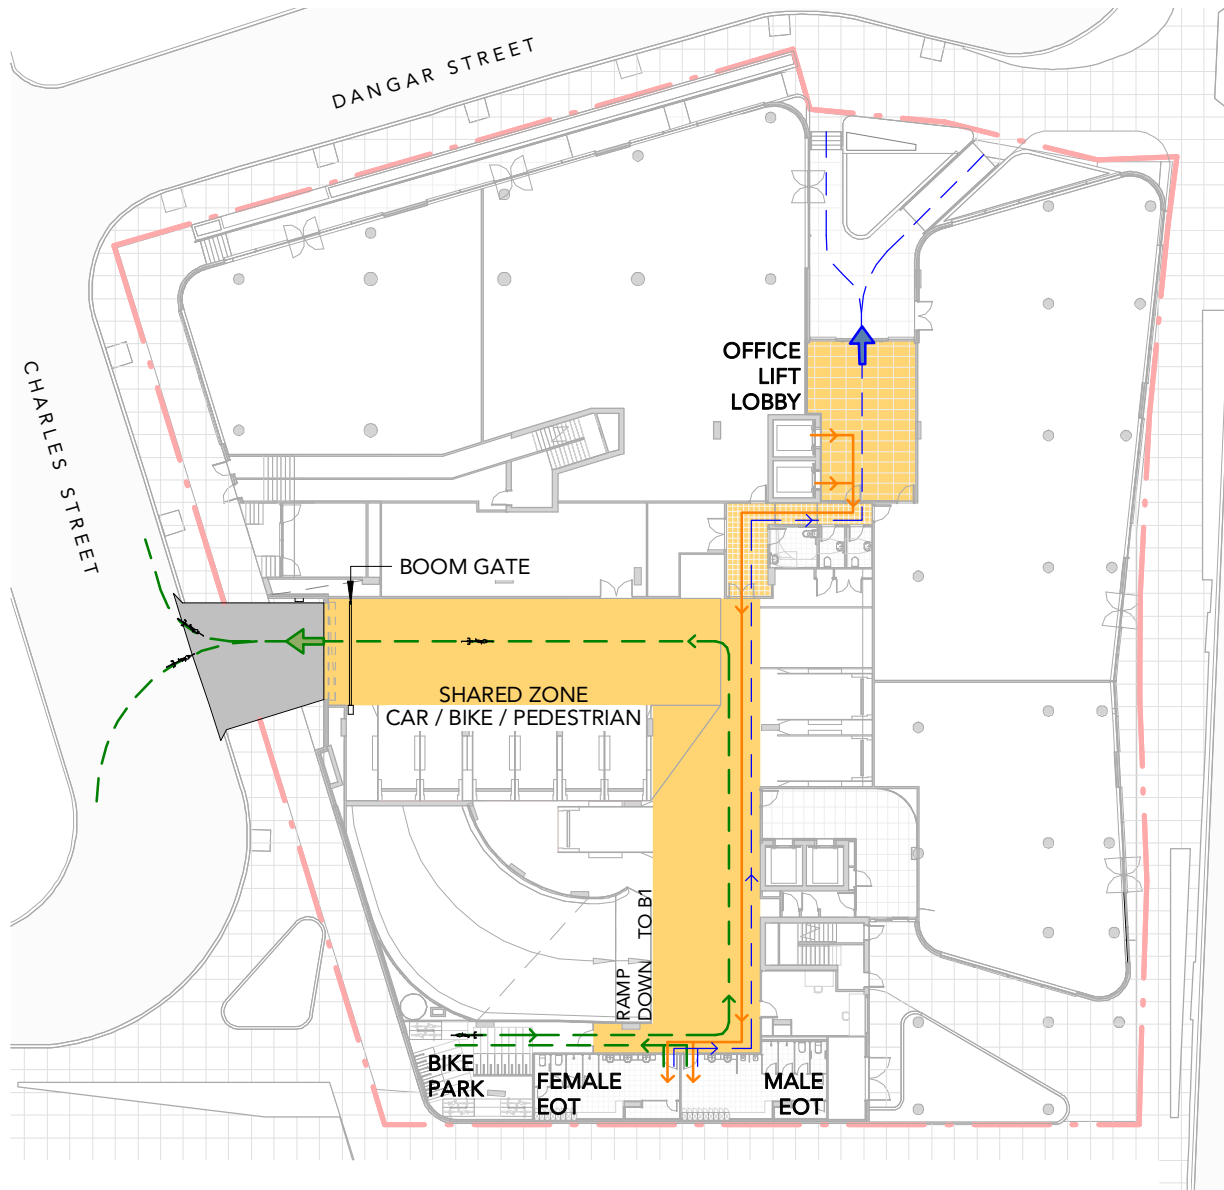 DANGAR STREET
CHARLES STREET
OFFICE
LIFT
LOBBY
BOOM GATE
SHARED ZONE
CAR / BIKE / PEDESTRIAN
RAMP
DOWN TO B1
BIKE
PARK
FEMALE
EOT
MALE
EOT